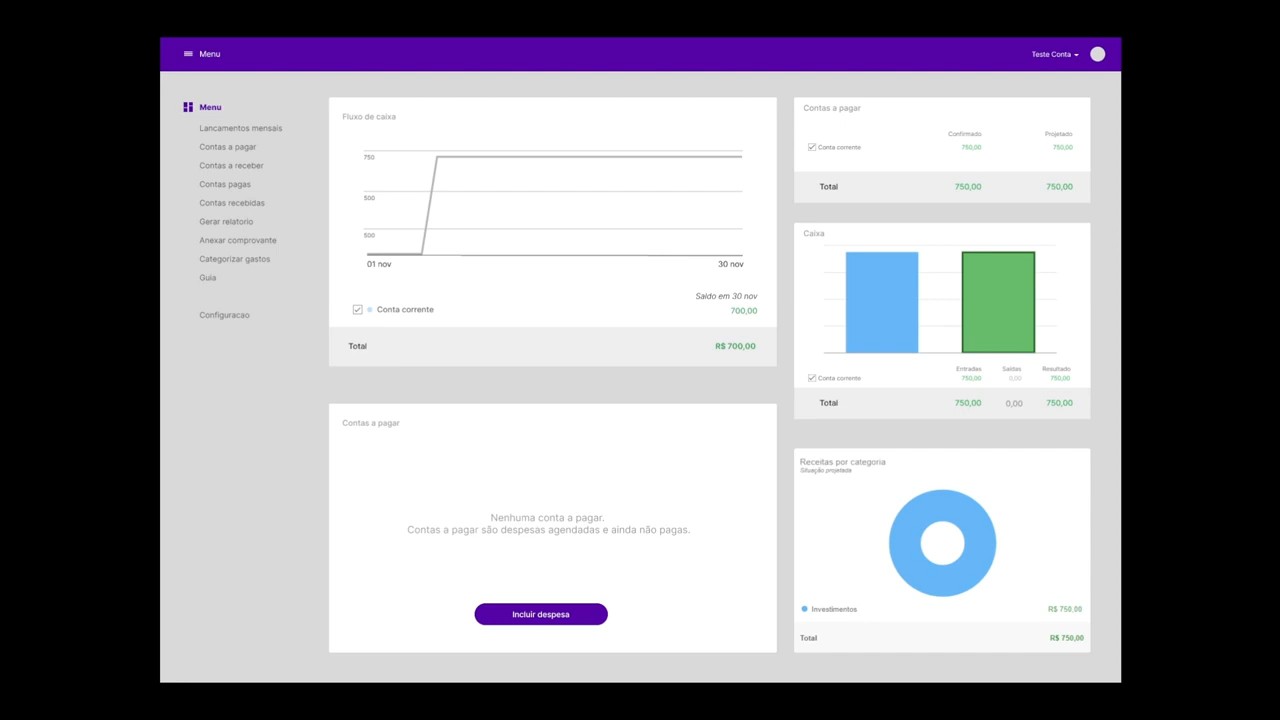 Menu
Teste Conta
Menu
Lancamentos mensais
Contas a pagar
Contas a receber
Contas pagas
Contas recebidas
Gerar relatorio
Anexar comprovante
Categorizar gastos
Guia
Configuracao
Fluxo de caixa
750
500
500
01 nov 30 nov
Saldo em 30 nov
Conta corrente 700,00
Total R$ 700,00
Contas a pagar
Nenhuma conta a pagar.
Contas a pagar são despesas agendadas e ainda não pagas.
Incluir despesa
Contas a pagar
Confirmado Projetado
Conta corrente 750,00 750,00
Total 750,00 750,00
Caixa
Entradas Saídas Resultado
Conta corrente 750,00 0,00 750,00
Total 750,00 0,00 750,00
Receitas por categoria
Situação projetada
Investimentos R$ 750.00
Total R$ 750,00